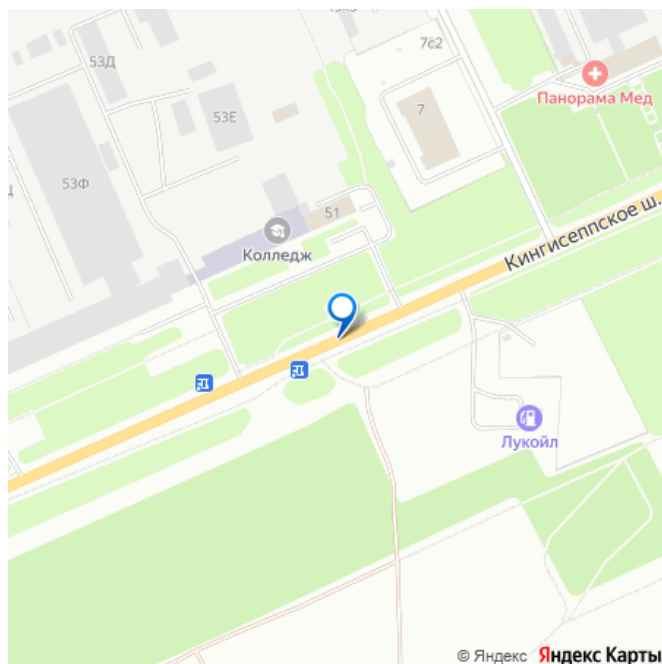 7с2
53Д
Панорама Мед
7
53Е
53Ф
51
Колледж
Кингисеппское ш.
Лукойл
© Яндекс Яндекс Карты